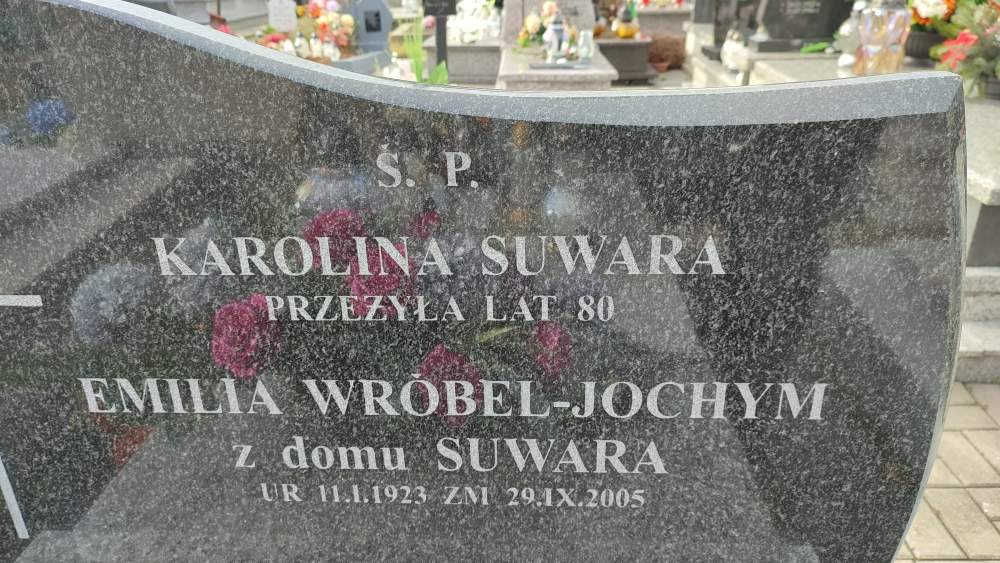 Ś. P.
KAROLINA SUWARA
PRZEŻYŁA LAT 80
EMILIA WRÓBEL-JOCHYM
z domu SUWARA
UR 11.I.1923 ZM 29.IX.2005